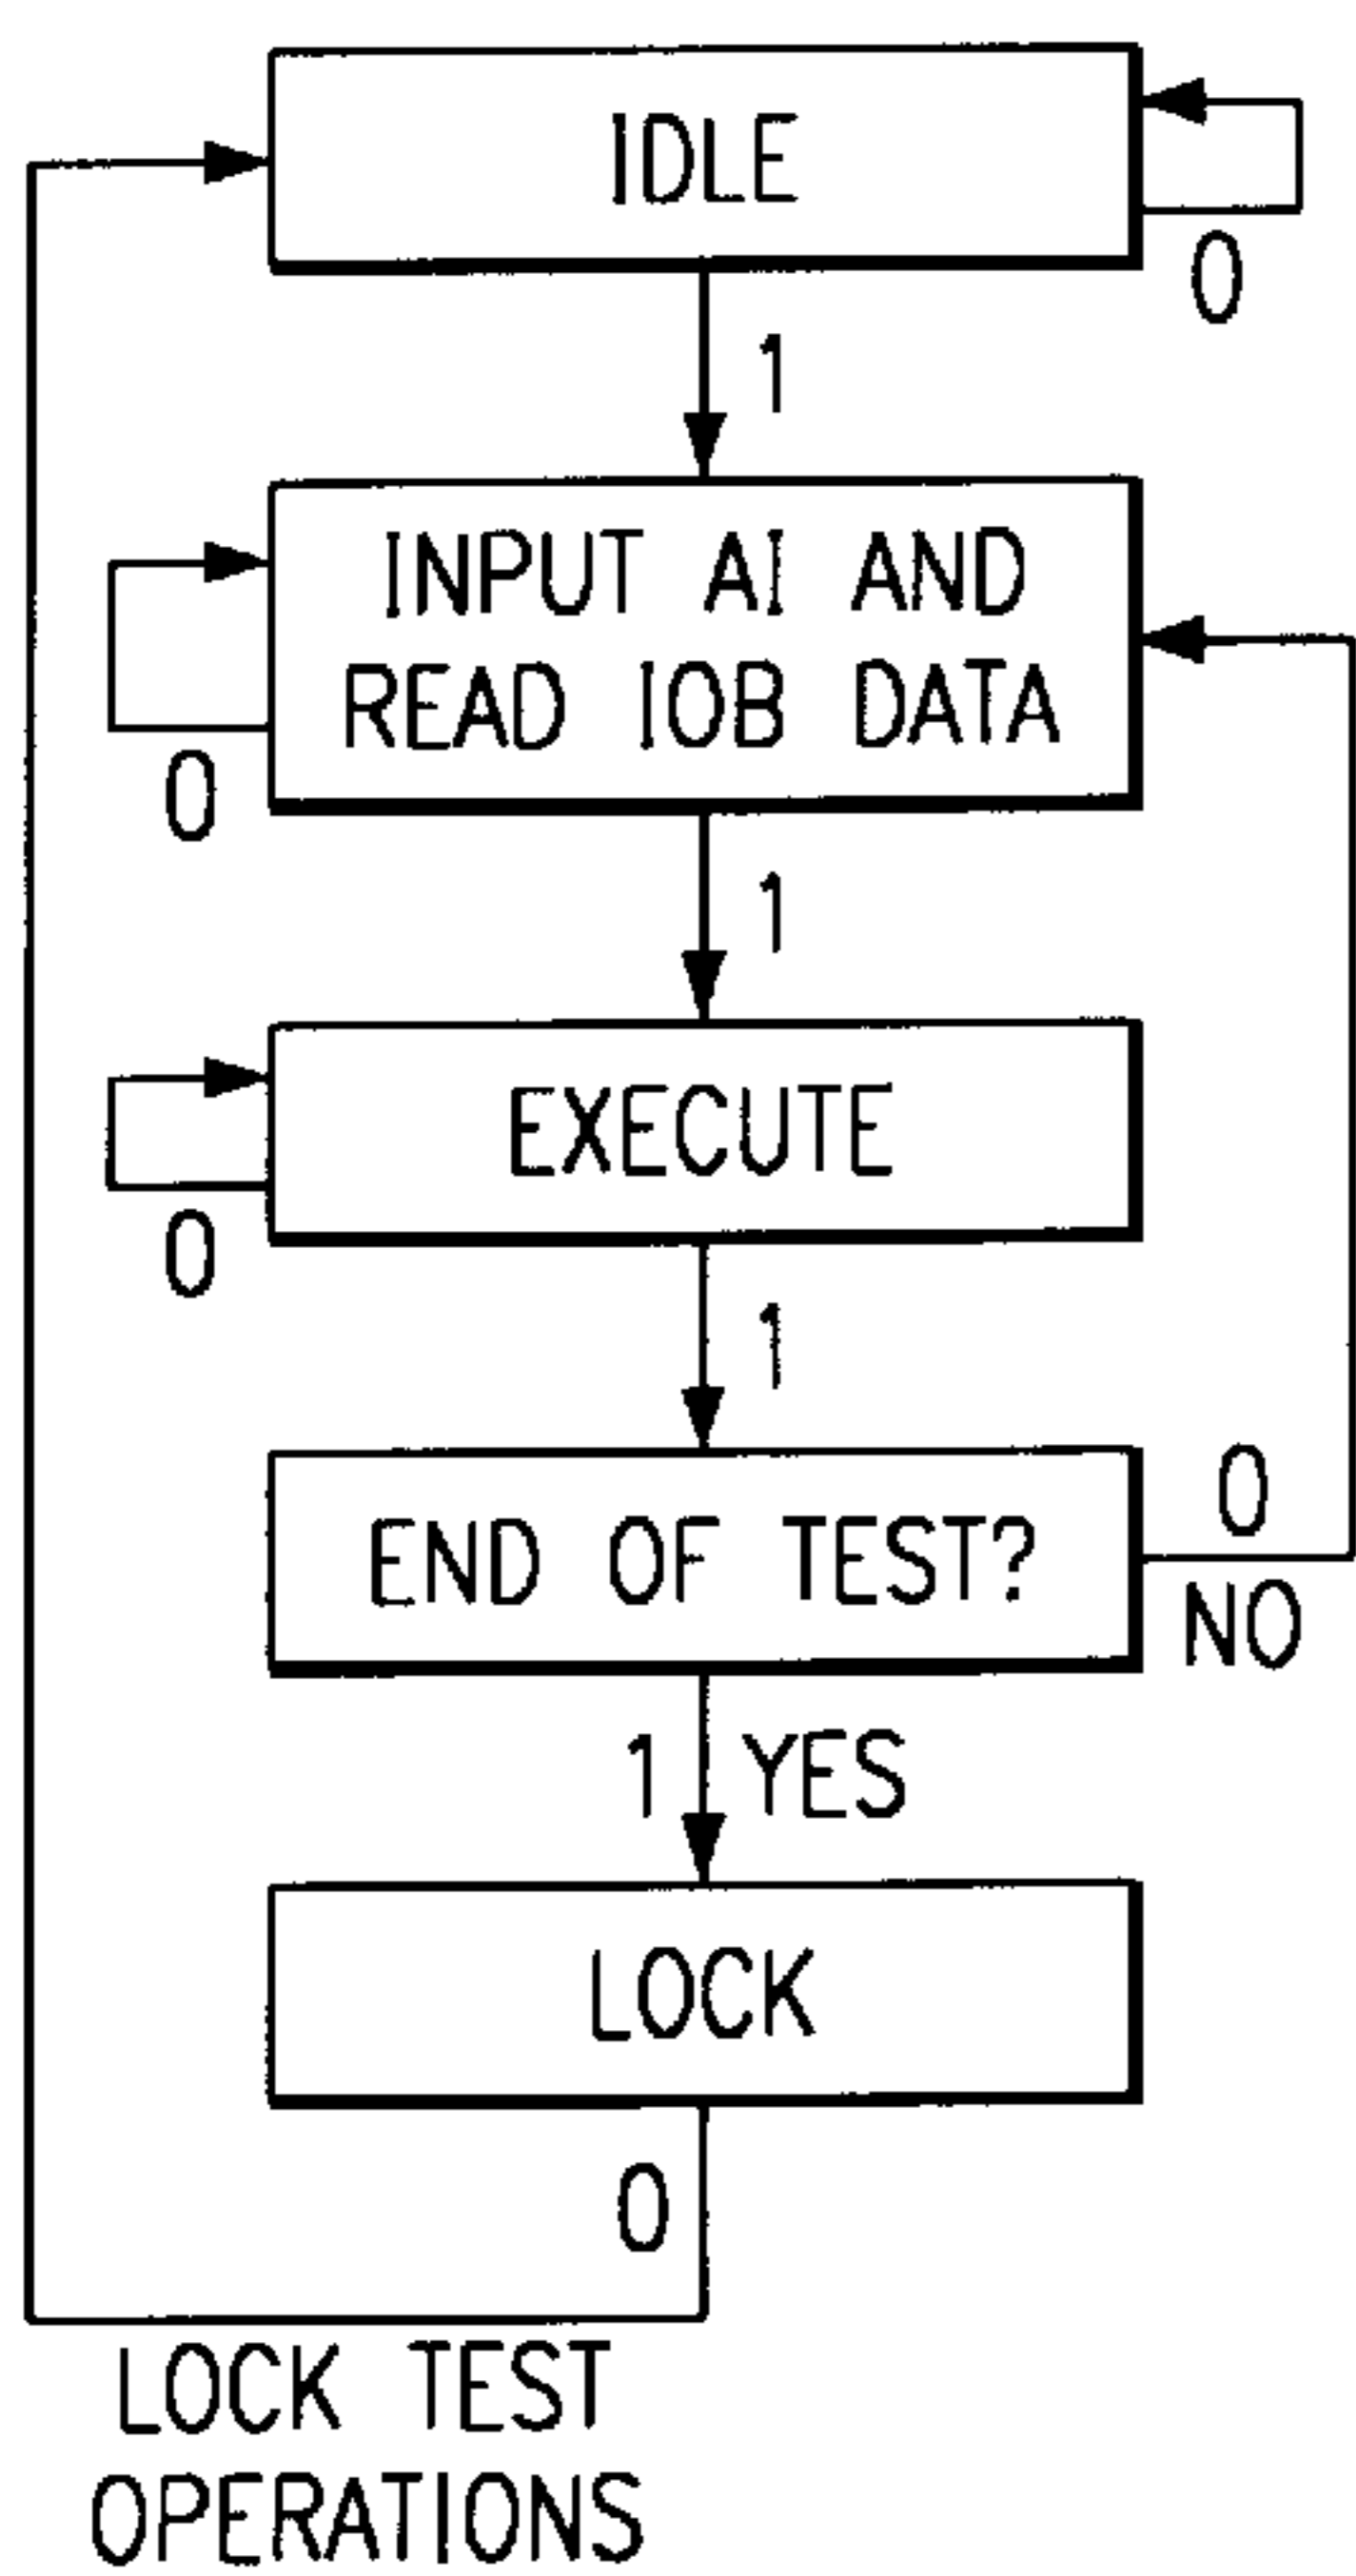 IDLE
0
1
INPUT AI AND
READ IOB DATA
0
1
EXECUTE
0
1
END OF TEST?
0
NO
1 YES
LOCK
0
LOCK TEST
OPERATIONS